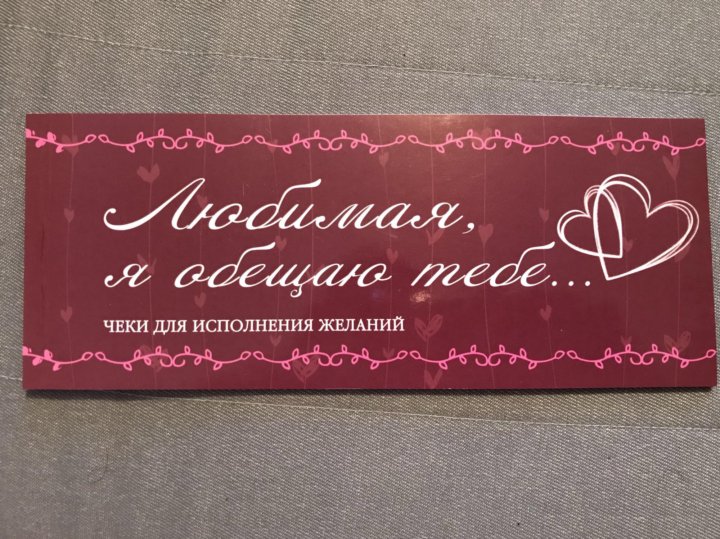 Любимая,
я обещаю тебе...
ЧЕКИ ДЛЯ ИСПОЛНЕНИЯ ЖЕЛАНИЙ